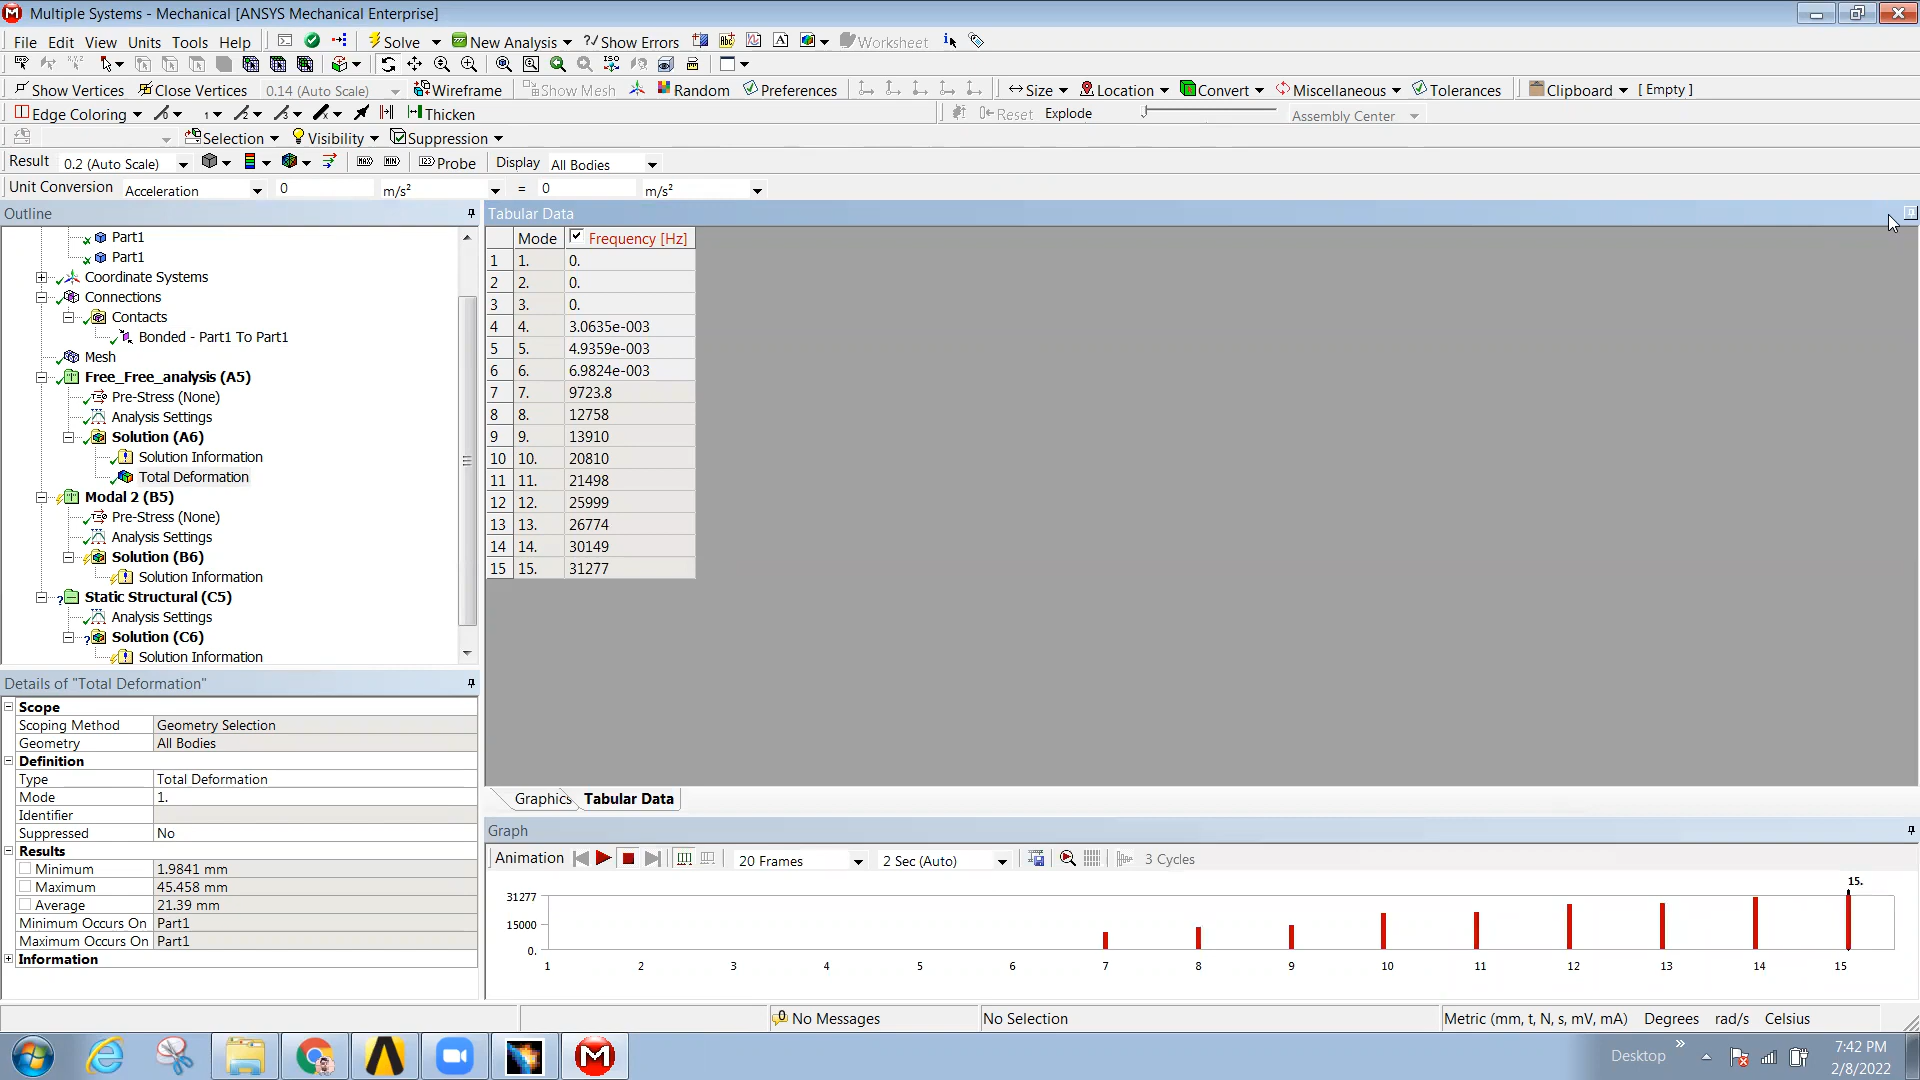 Multiple Systems - Mechanical [ANSYS Mechanical Enterprise]
File Edit View Units Tools Help Solve New Analysis ?/Show Errors Worksheet
Show Vertices Close Vertices 0.14 (Auto Scale) Wireframe Show Mesh Random Preferences Size Location Convert Miscellaneous Tolerances Clipboard [ Empty ]
Edge Coloring Thicken Reset Explode Assembly Center
Selection Visibility Suppression
Result 0.2 (Auto Scale) MAX MIN Probe Display All Bodies
Unit Conversion Acceleration 0 m/s² = 0 m/s²
Outline
Part1
Part1
Coordinate Systems
Connections
Contacts
Bonded - Part1 To Part1
Mesh
Free_Free_analysis (A5)
Pre-Stress (None)
Analysis Settings
Solution (A6)
Solution Information
Total Deformation
Modal 2 (B5)
Pre-Stress (None)
Analysis Settings
Solution (B6)
Solution Information
Static Structural (C5)
Analysis Settings
Solution (C6)
Solution Information
Details of "Total Deformation"
Scope
Scoping Method Geometry Selection
Geometry All Bodies
Definition
Type Total Deformation
Mode 1.
Identifier
Suppressed No
Results
Minimum 1.9841 mm
Maximum 45.458 mm
Average 21.39 mm
Minimum Occurs On Part1
Maximum Occurs On Part1
Information
Tabular Data
Mode Frequency [Hz]
1 1. 0.
2 2. 0.
3 3. 0.
4 4. 3.0635e-003
5 5. 4.9359e-003
6 6. 6.9824e-003
7 7. 9723.8
8 8. 12758
9 9. 13910
10 10. 20810
11 11. 21498
12 12. 25999
13 13. 26774
14 14. 30149
15 15. 31277
Graphics Tabular Data
Graph
Animation 20 Frames 2 Sec (Auto) 3 Cycles
15.
31277
15000
0.
1 2 3 4 5 6 7 8 9 10 11 12 13 14 15
0 No Messages No Selection Metric (mm, t, N, s, mV, mA) Degrees rad/s Celsius
Desktop » 7:42 PM
2/8/2022